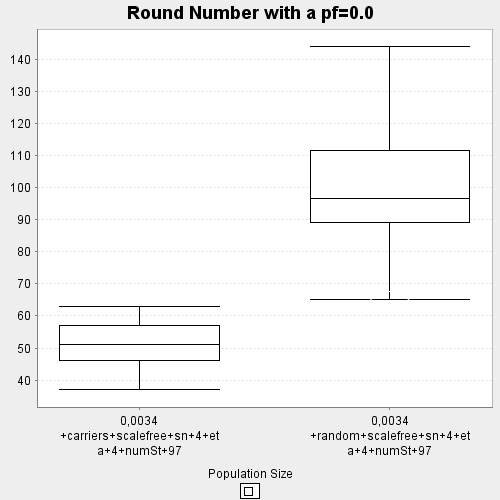 Round Number with a pf=0.0
140
130
120
110
100
90
80
70
60
50
40
0,0034
+carriers+scalefree+sn+4+et
a+4+numSt+97
0,0034
+random+scalefree+sn+4+et
a+4+numSt+97
Population Size